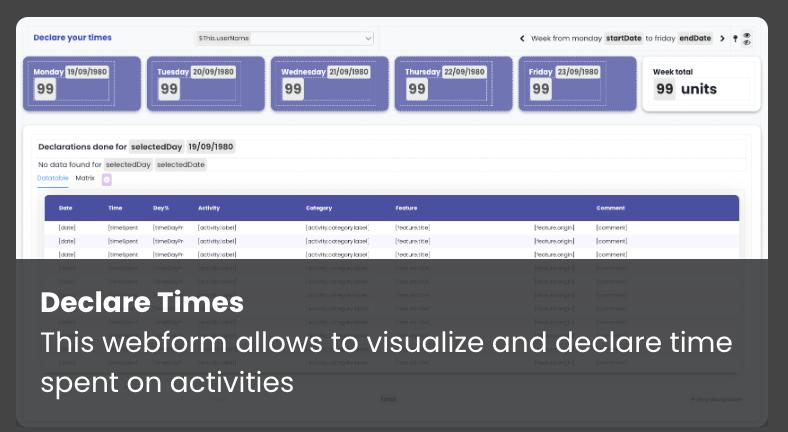 Declare your times
$This.userName
Week from monday startDate to friday endDate
Monday 19/09/1980
99
Tuesday 20/09/1980
99
Wednesday 21/09/1980
99
Thursday 22/09/1980
99
Friday 23/09/1980
99
Week total
99 units
Declarations done for selectedDay 19/09/1980
No data found for selectedDay selectedDate
Datatable Matrix
Date Time Day% Activity Category Feature Comment
[date] [timeSpent [timeDayPr [activity.label] [activity.category.label] [feature.title] [feature.origin] [comment]
[date] [timeSpent [timeDayPr [activity.label] [activity.category.label] [feature.title] [feature.origin] [comment]
[date] [timeSpent [timeDayPr [activity.label] [activity.category.label] [feature.title] [feature.origin] [comment]
Declare Times
This webform allows to visualize and declare time
spent on activities